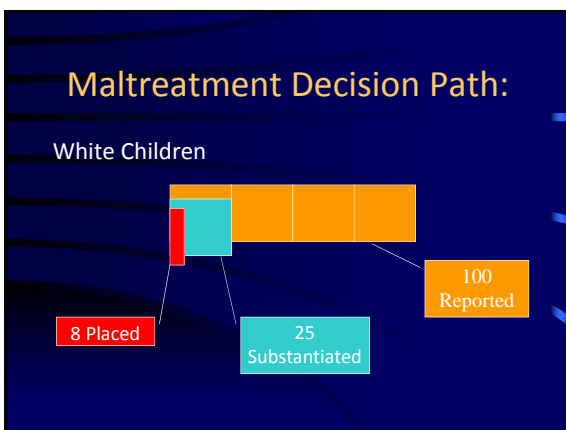 Maltreatment Decision Path:
White Children
100
Reported
8 Placed
25
Substantiated